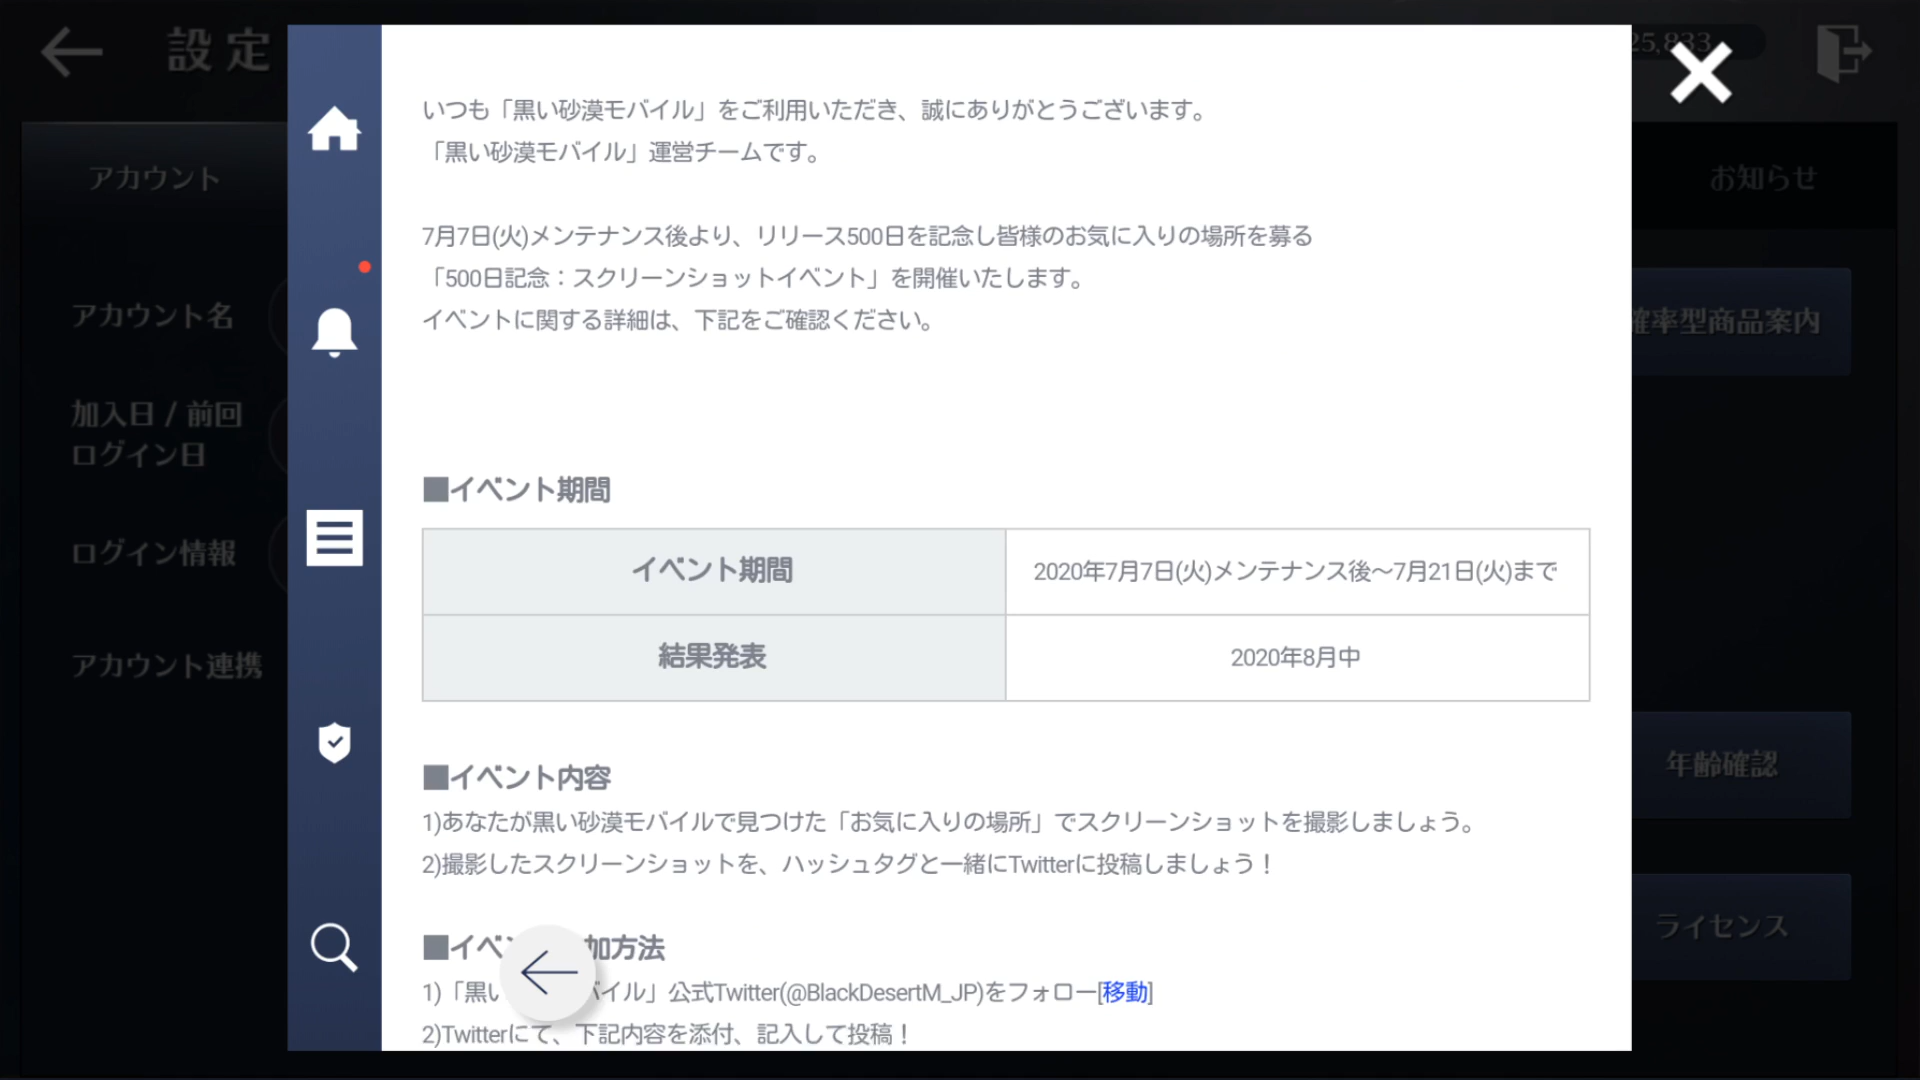 設定
25,833
アカウント
お知らせ
アカウント名
加入日 / 前回
ログイン日
ログイン情報
アカウント連携
いつも「黒い砂漠モバイル」をご利用いただき、誠にありがとうございます。
「黒い砂漠モバイル」運営チームです。
7月7日(火)メンテナンス後より、リリース500日を記念し皆様のお気に入りの場所を募る
「500日記念：スクリーンショットイベント」を開催いたします。
イベントに関する詳細は、下記をご確認ください。
■イベント期間
イベント期間
2020年7月7日(火)メンテナンス後～7月21日(火)まで
結果発表
2020年8月中
■イベント内容
1)あなたが黒い砂漠モバイルで見つけた「お気に入りの場所」でスクリーンショットを撮影しましょう。
2)撮影したスクリーンショットを、ハッシュタグと一緒にTwitterに投稿しましょう！
■イベ 加方法
1)「黒い バイル」公式Twitter(@BlackDesertM_JP)をフォロー[移動]
2)Twitterにて、下記内容を添付、記入して投稿！
確率型商品案内
年齢確認
ライセンス